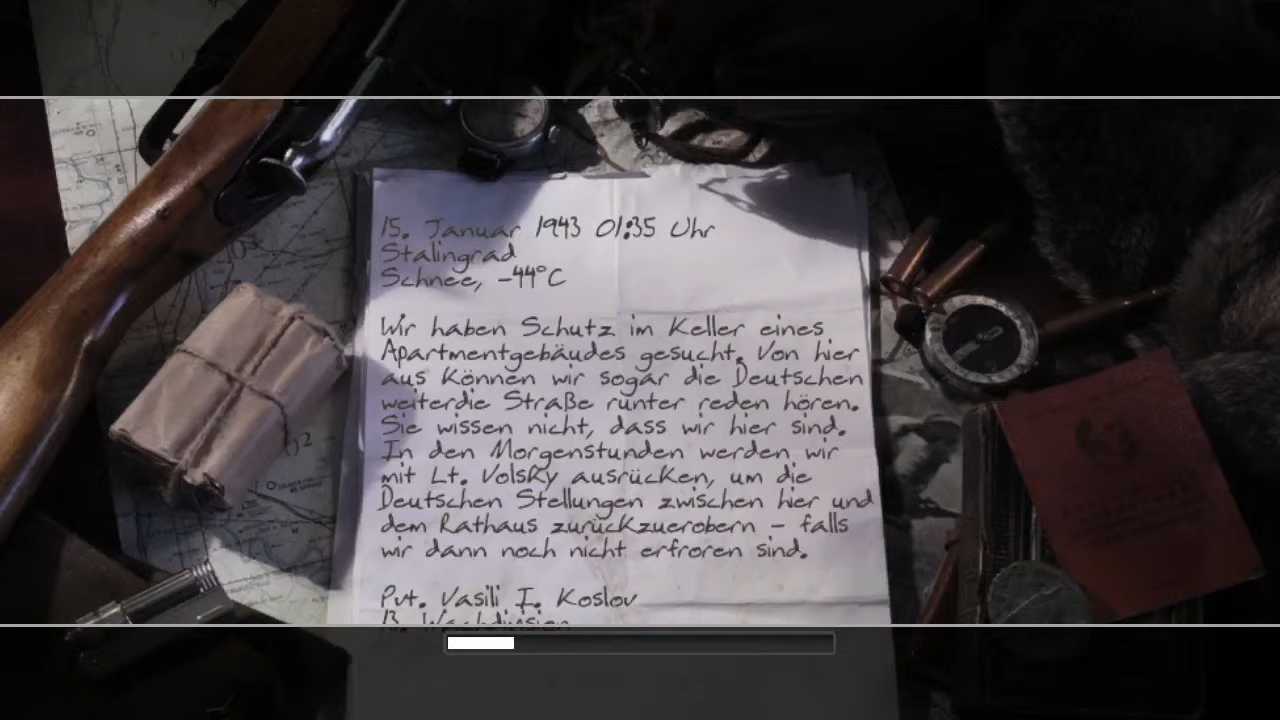 15. Januar 1943 01:35 Uhr
Stalingrad
Schnee, -44°C
Wir haben Schutz im Keller eines
Apartmentgebäudes gesucht. Von hier
aus können wir sogar die Deutschen
weiterdie Straße runter reden hören.
Sie wissen nicht, dass wir hier sind.
In den Morgenstunden werden wir
mit Lt. Volsky ausrücken, um die
Deutschen Stellungen zwischen hier und
dem Rathaus zurückzuerobern - falls
wir dann noch nicht erfroren sind.
Pvt. Vasili I. Koslov
13. Wachdivision